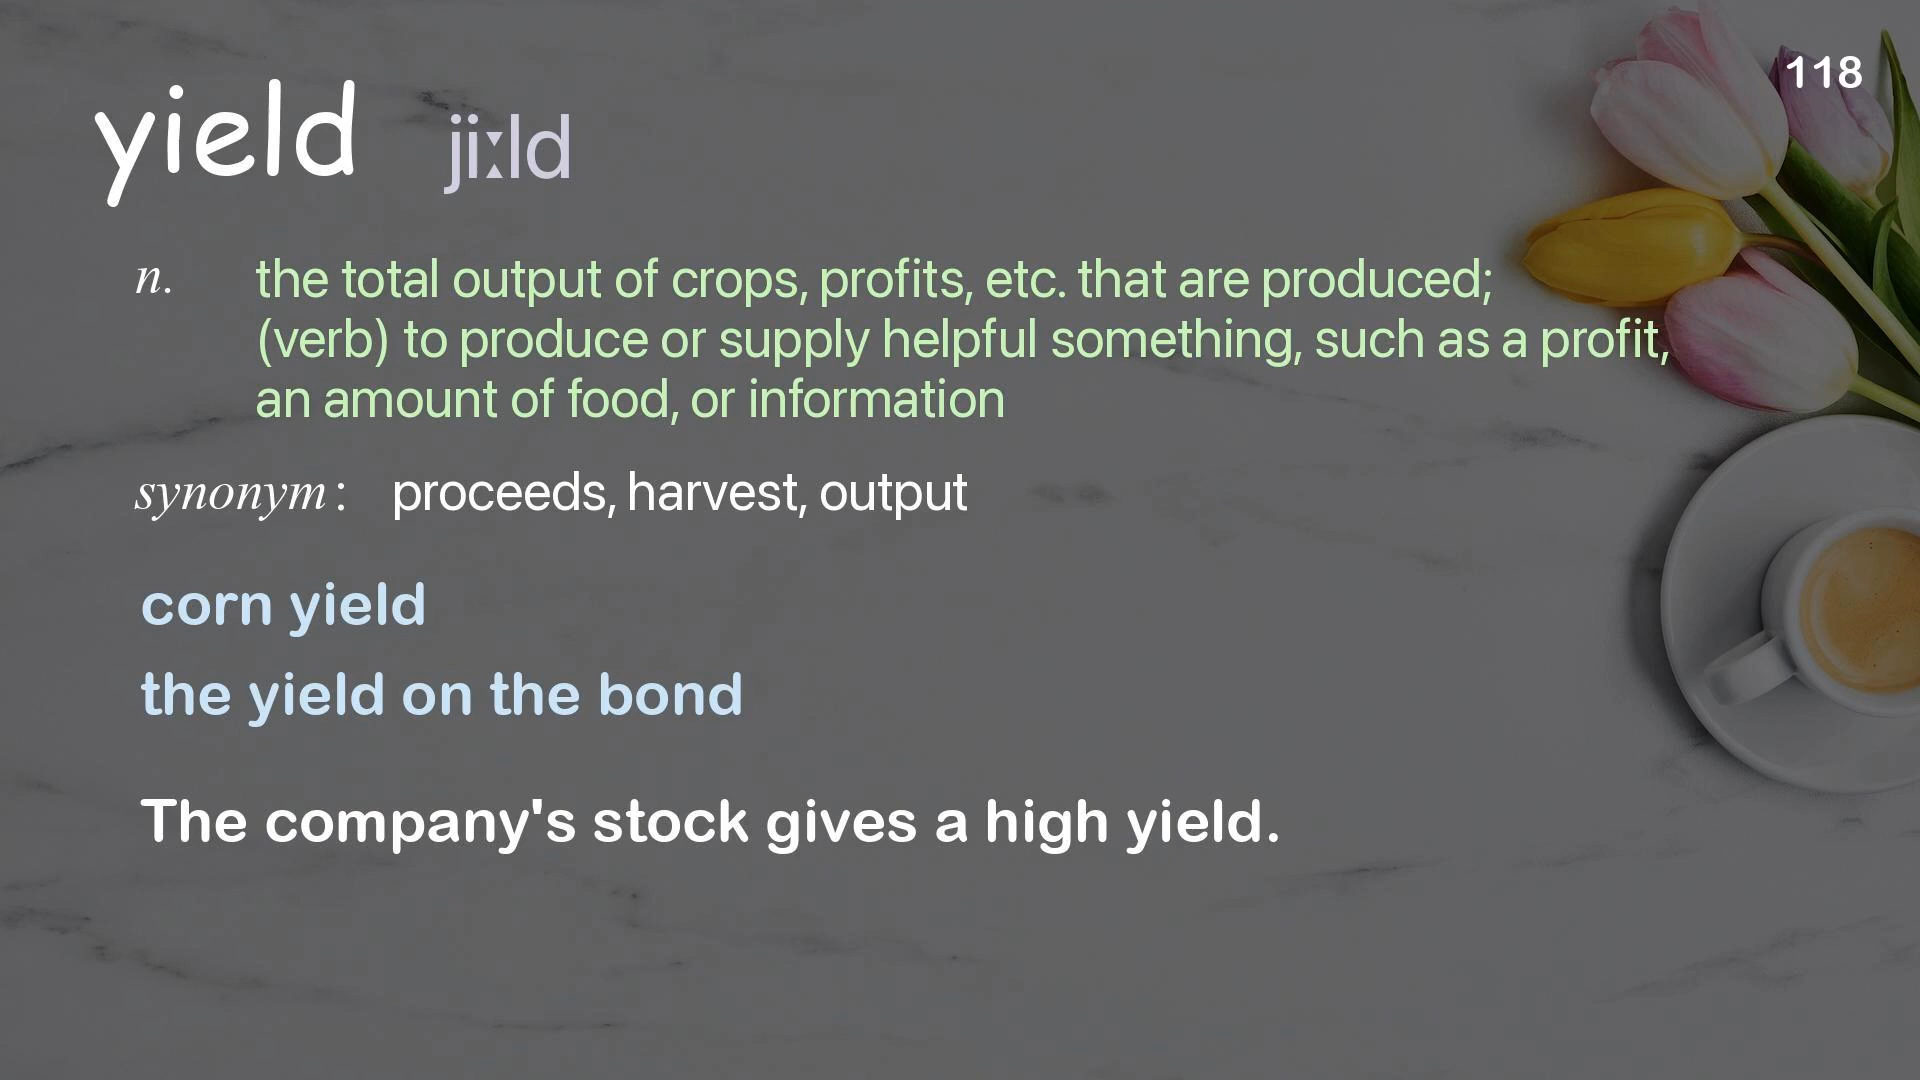 118
yield jiːld
n. the total output of crops, profits, etc. that are produced;
(verb) to produce or supply helpful something, such as a profit,
an amount of food, or information
synonym : proceeds, harvest, output
corn yield
the yield on the bond
The company's stock gives a high yield.